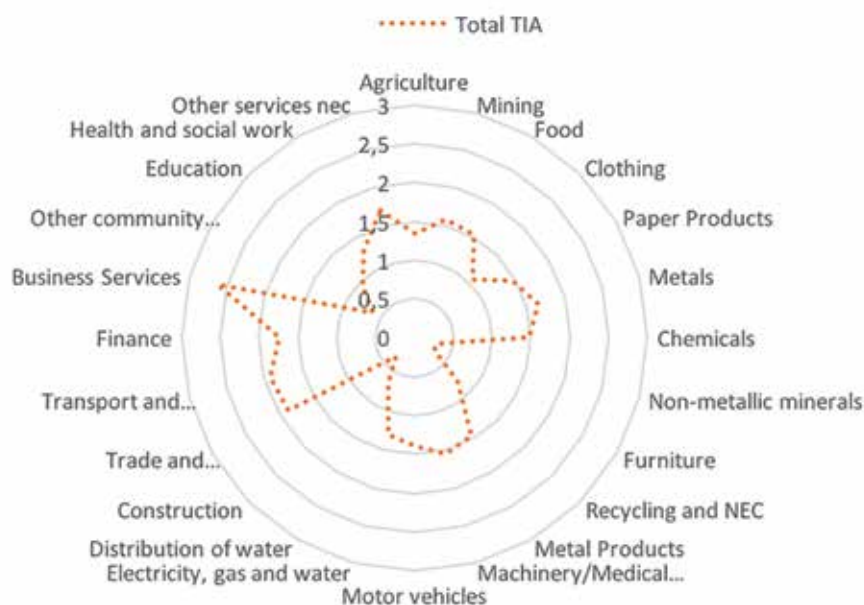 Total TIA
Agriculture
Other services nec
Mining
Health and social work
Food
Education
Clothing
Other community...
Paper Products
Business Services
Metals
Finance
Chemicals
Transport and...
Non-metallic minerals
Trade and...
Furniture
Construction
Recycling and NEC
Distribution of water
Metal Products
Electricity, gas and water
Machinery/Medical...
Motor vehicles
3
2,5
2
1,5
1
0,5
0